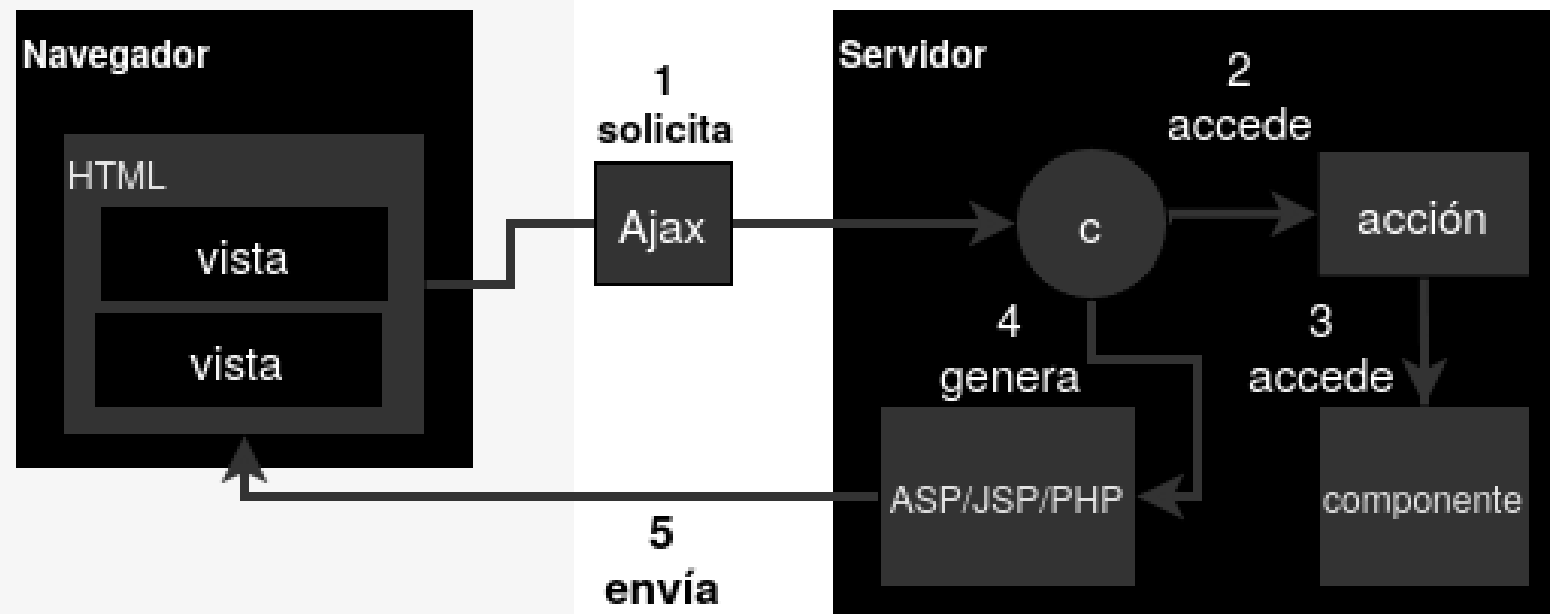 Navegador
HTML
vista
vista
1
solicita
Ajax
Servidor
2
accede
c
acción
3
accede
componente
4
genera
ASP/JSP/PHP
5
envía